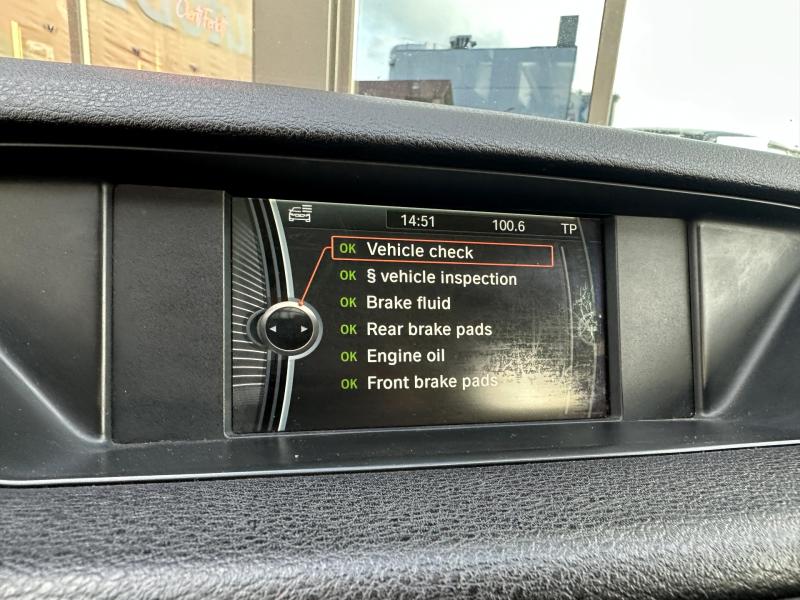 14:51 100.6 TP
OK Vehicle check
OK § vehicle inspection
OK Brake fluid
OK Rear brake pads
OK Engine oil
OK Front brake pads